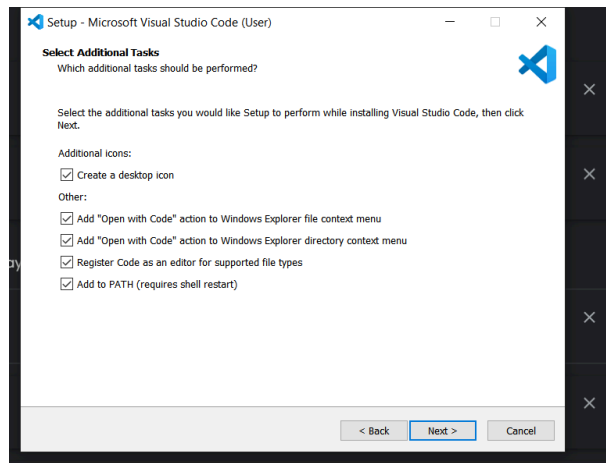 Setup - Microsoft Visual Studio Code (User)
Select Additional Tasks
Which additional tasks should be performed?
Select the additional tasks you would like Setup to perform while installing Visual Studio Code, then click
Next.
Additional icons:
Create a desktop icon
Other:
Add "Open with Code" action to Windows Explorer file context menu
Add "Open with Code" action to Windows Explorer directory context menu
Register Code as an editor for supported file types
Add to PATH (requires shell restart)
< Back
Next >
Cancel